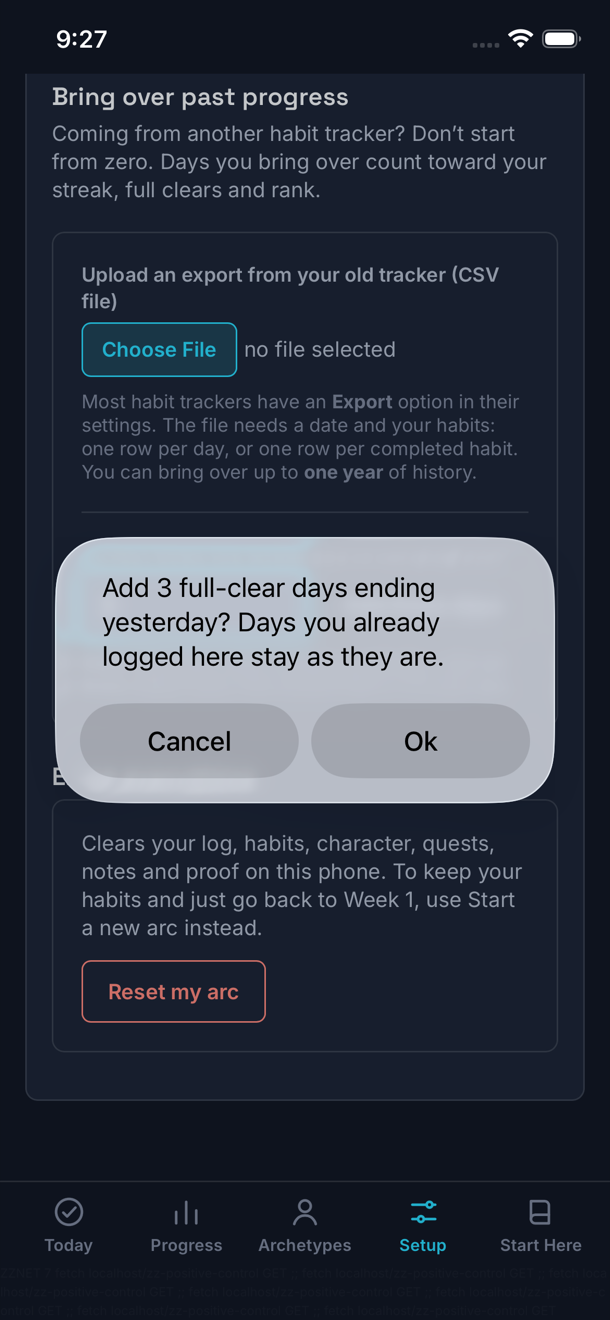 9:27
Bring over past progress
Coming from another habit tracker? Don’t start
from zero. Days you bring over count toward your
streak, full clears and rank.
Upload an export from your old tracker (CSV
file)
Choose File no file selected
Most habit trackers have an Export option in their
settings. The file needs a date and your habits:
one row per day, or one row per completed habit.
You can bring over up to one year of history.
Add 3 full-clear days ending
yesterday? Days you already
logged here stay as they are.
Cancel Ok
Clears your log, habits, character, quests,
notes and proof on this phone. To keep your
habits and just go back to Week 1, use Start
a new arc instead.
Reset my arc
Today Progress Archetypes Setup Start Here